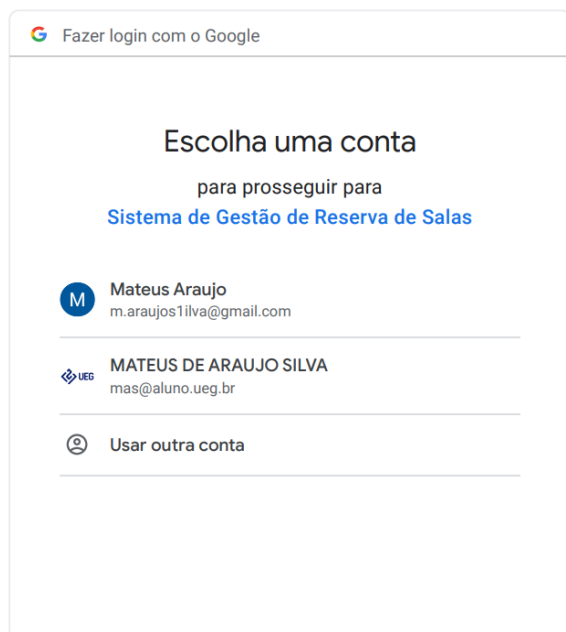 Fazer login com o Google
Escolha uma conta
para prosseguir para
Sistema de Gestão de Reserva de Salas
M
Mateus Araujo
m.araujos1ilva@gmail.com
UEG
MATEUS DE ARAUJO SILVA
mas@aluno.ueg.br
Usar outra conta